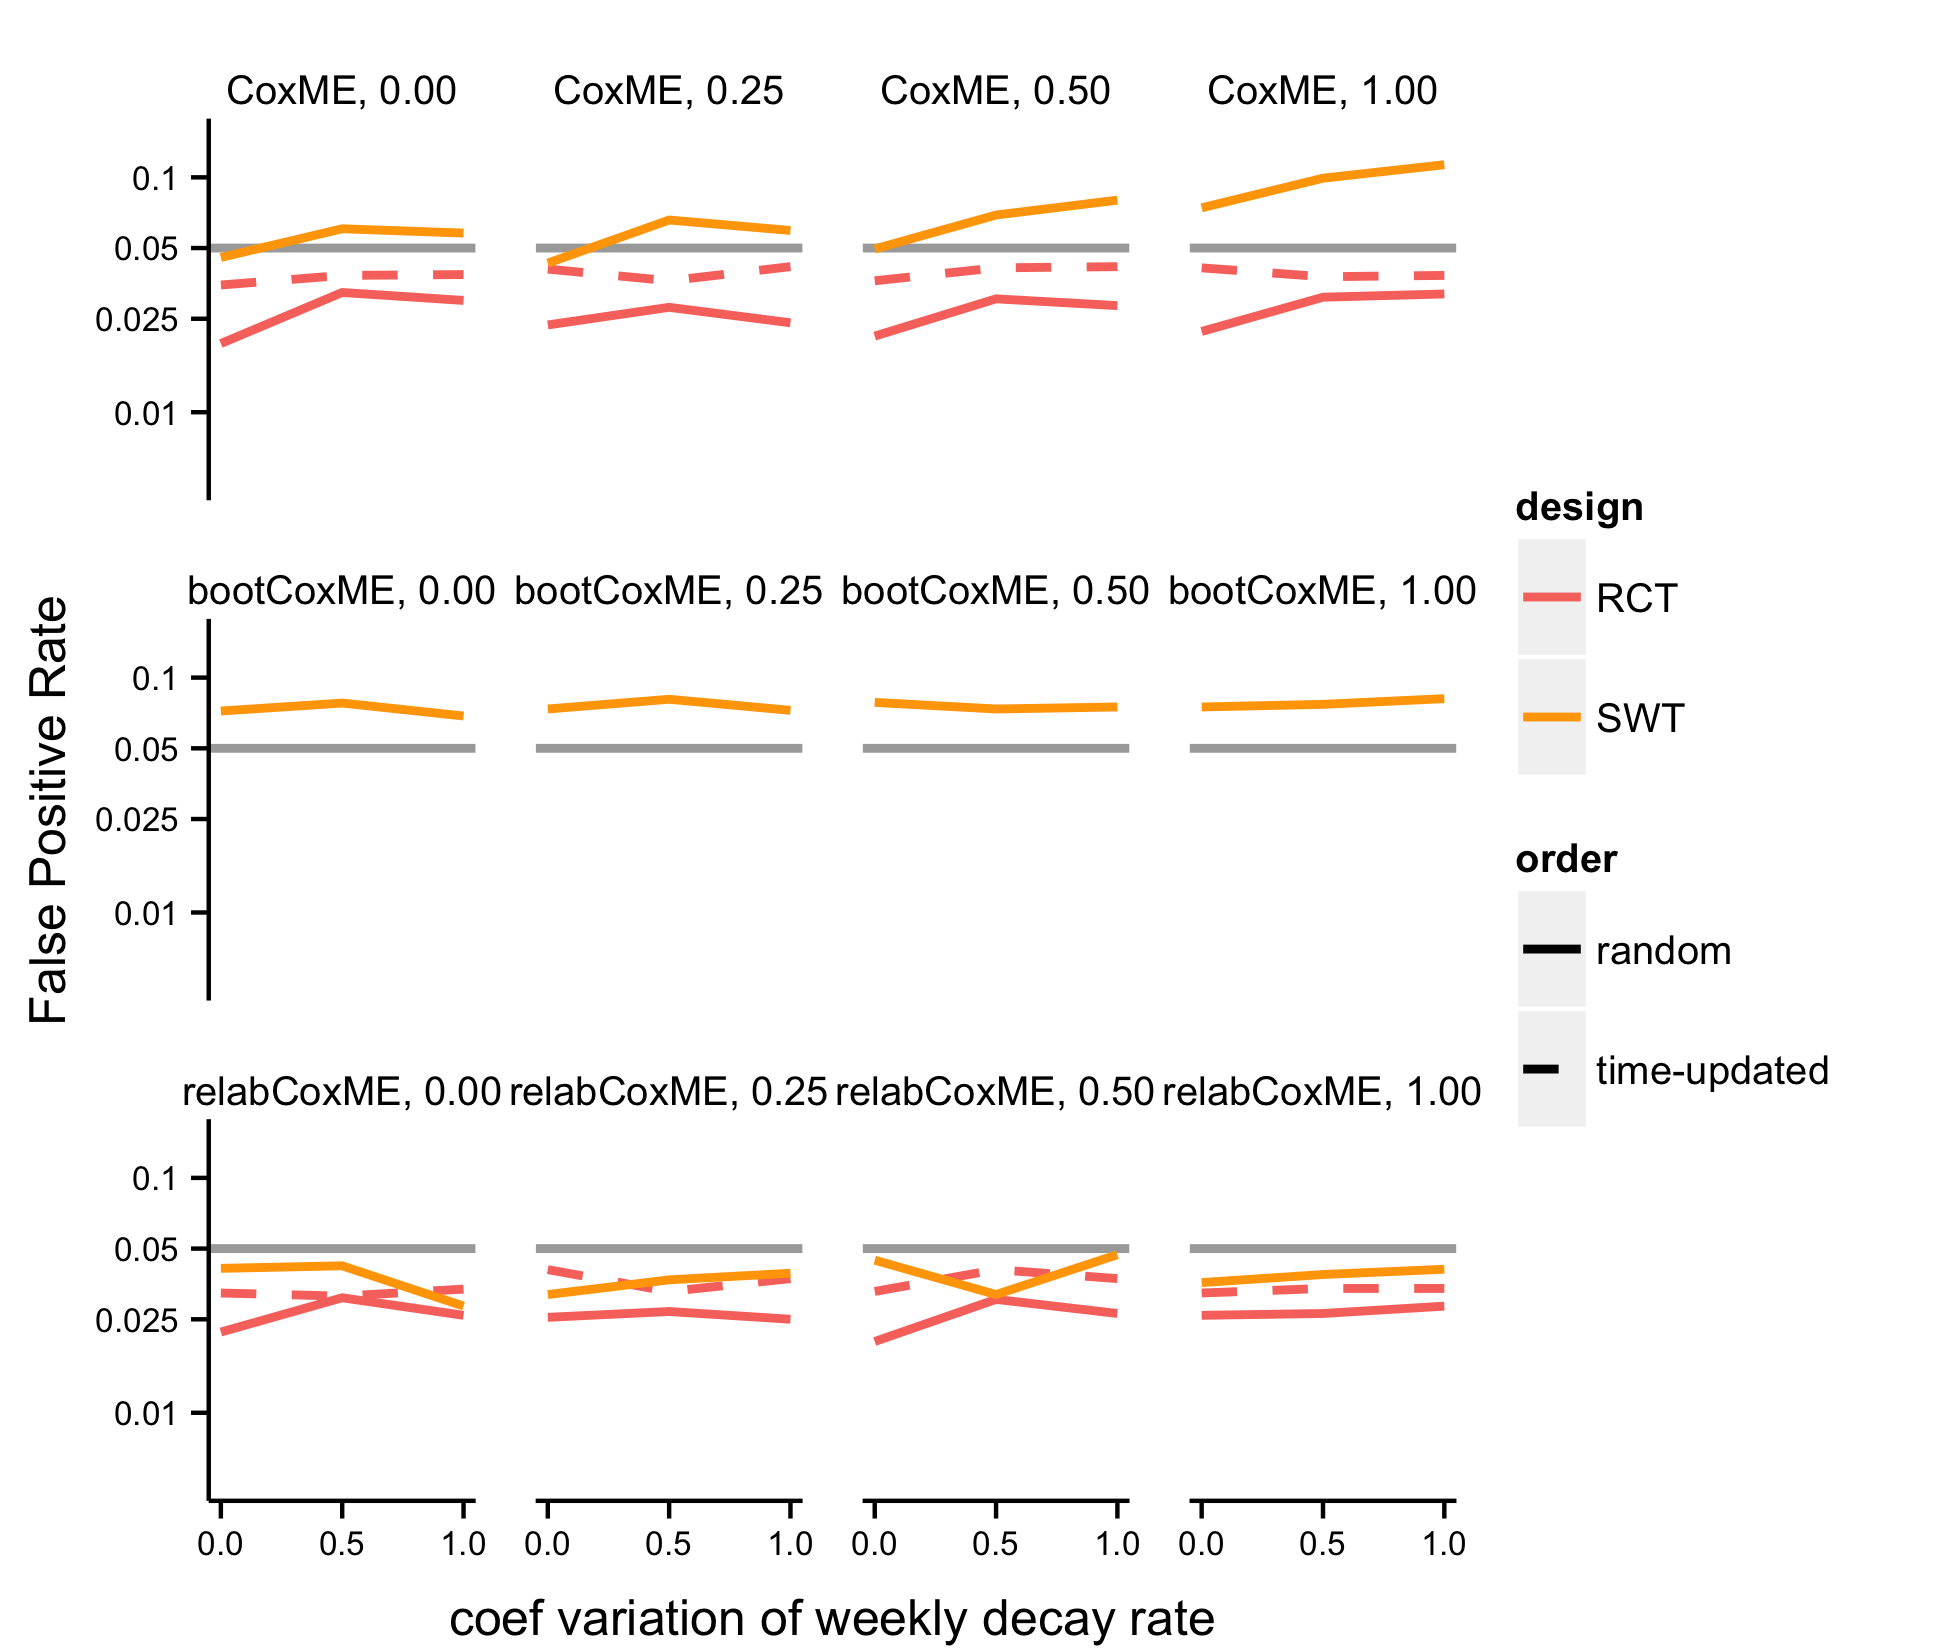 CoxME, 0.00 CoxME, 0.25 CoxME, 0.50 CoxME, 1.00
0.1
0.05
0.025
0.01
bootCoxME, 0.00 bootCoxME, 0.25 bootCoxME, 0.50 bootCoxME, 1.00
0.1
0.05
0.025
0.01
relabCoxME, 0.00 relabCoxME, 0.25 relabCoxME, 0.50 relabCoxME, 1.00
0.1
0.05
0.025
0.01
0.0 0.5 1.0 0.0 0.5 1.0 0.0 0.5 1.0 0.0 0.5 1.0
coef variation of weekly decay rate
False Positive Rate
design
RCT
SWT
order
random
time-updated